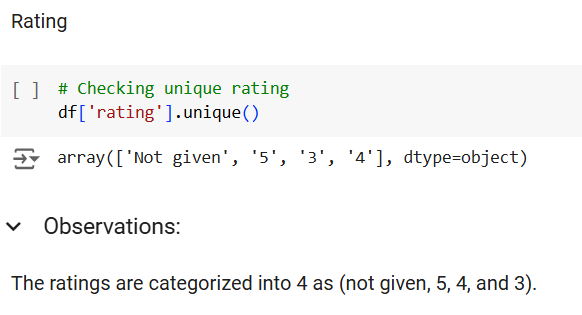 Rating
[ ] # Checking unique rating
df['rating'].unique()
array(['Not given', '5', '3', '4'], dtype=object)
Observations:
The ratings are categorized into 4 as (not given, 5, 4, and 3).